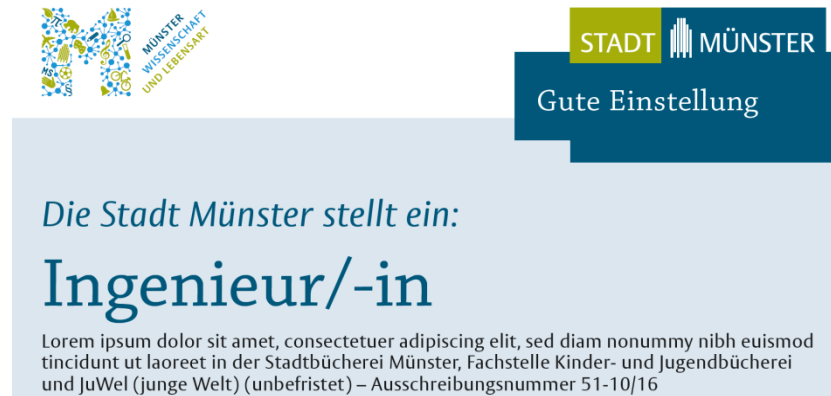 MÜNSTER
WISSENSCHAFT
UND LEBENSART
STADT MÜNSTER
Gute Einstellung
Die Stadt Münster stellt ein:
Ingenieur/-in
Lorem ipsum dolor sit amet, consectetuer adipiscing elit, sed diam nonummy nibh euismod
tincidunt ut laoreet in der Stadtbücherei Münster, Fachstelle Kinder- und Jugendbücherei
und JuWel (junge Welt) (unbefristet) – Ausschreibungsnummer 51-10/16